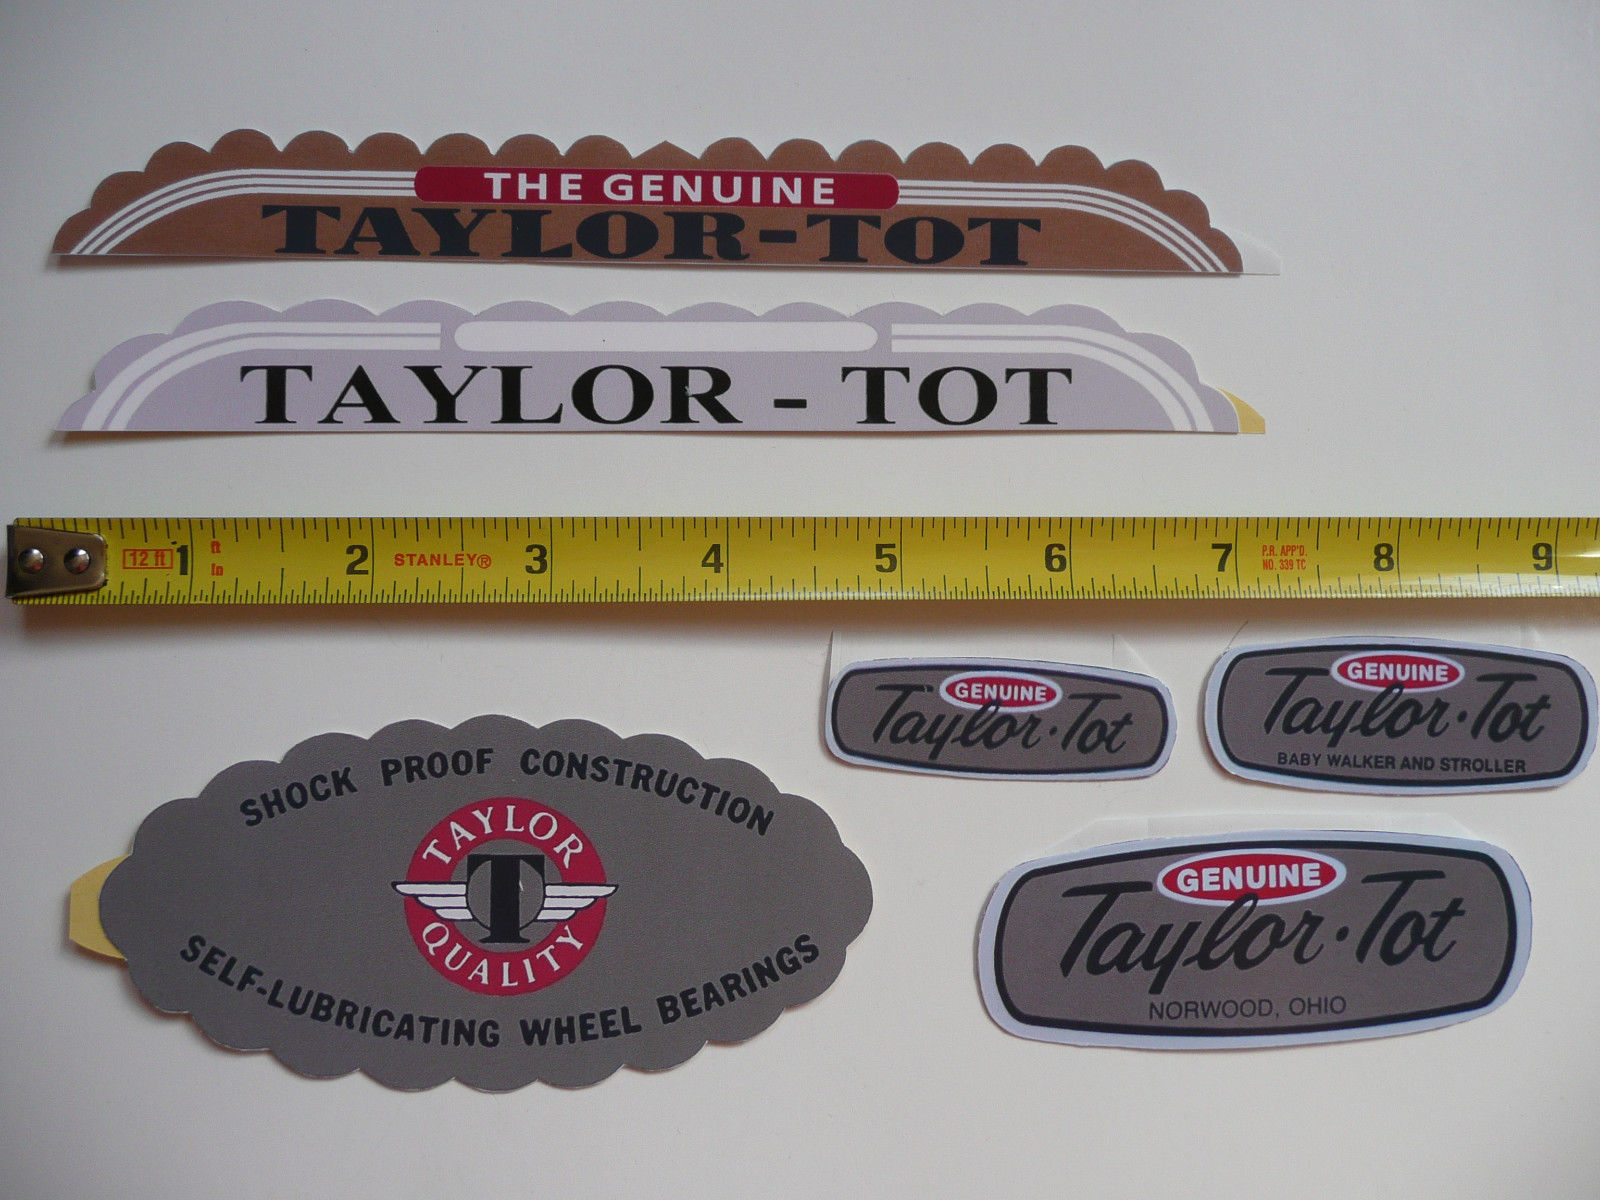 THE GENUINE
TAYLOR-TOT
TAYLOR - TOT
12 ft 1 ft In 2 STANLEY® 3 4 5 6 7 P.R. APP'D. NO. 339 TC 8 9
GENUINE
Taylor·Tot
GENUINE
Taylor·Tot
BABY WALKER AND STROLLER
SHOCK PROOF CONSTRUCTION
TAYLOR
T
QUALITY
SELF-LUBRICATING WHEEL BEARINGS
GENUINE
Taylor·Tot
NORWOOD, OHIO